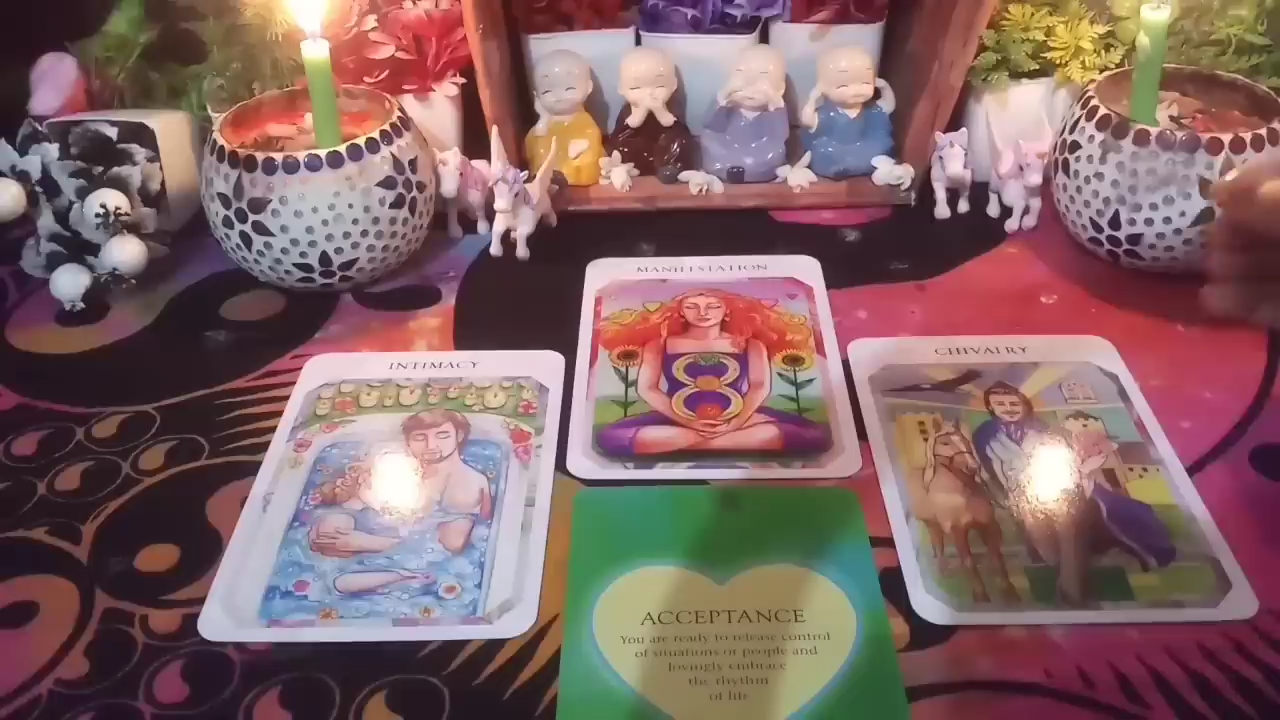 MANIFESTATION
INTIMACY
CHIVALRY
ACCEPTANCE
You are ready to release control
of situations or people and
lovingly embrace
the rhythm
of life